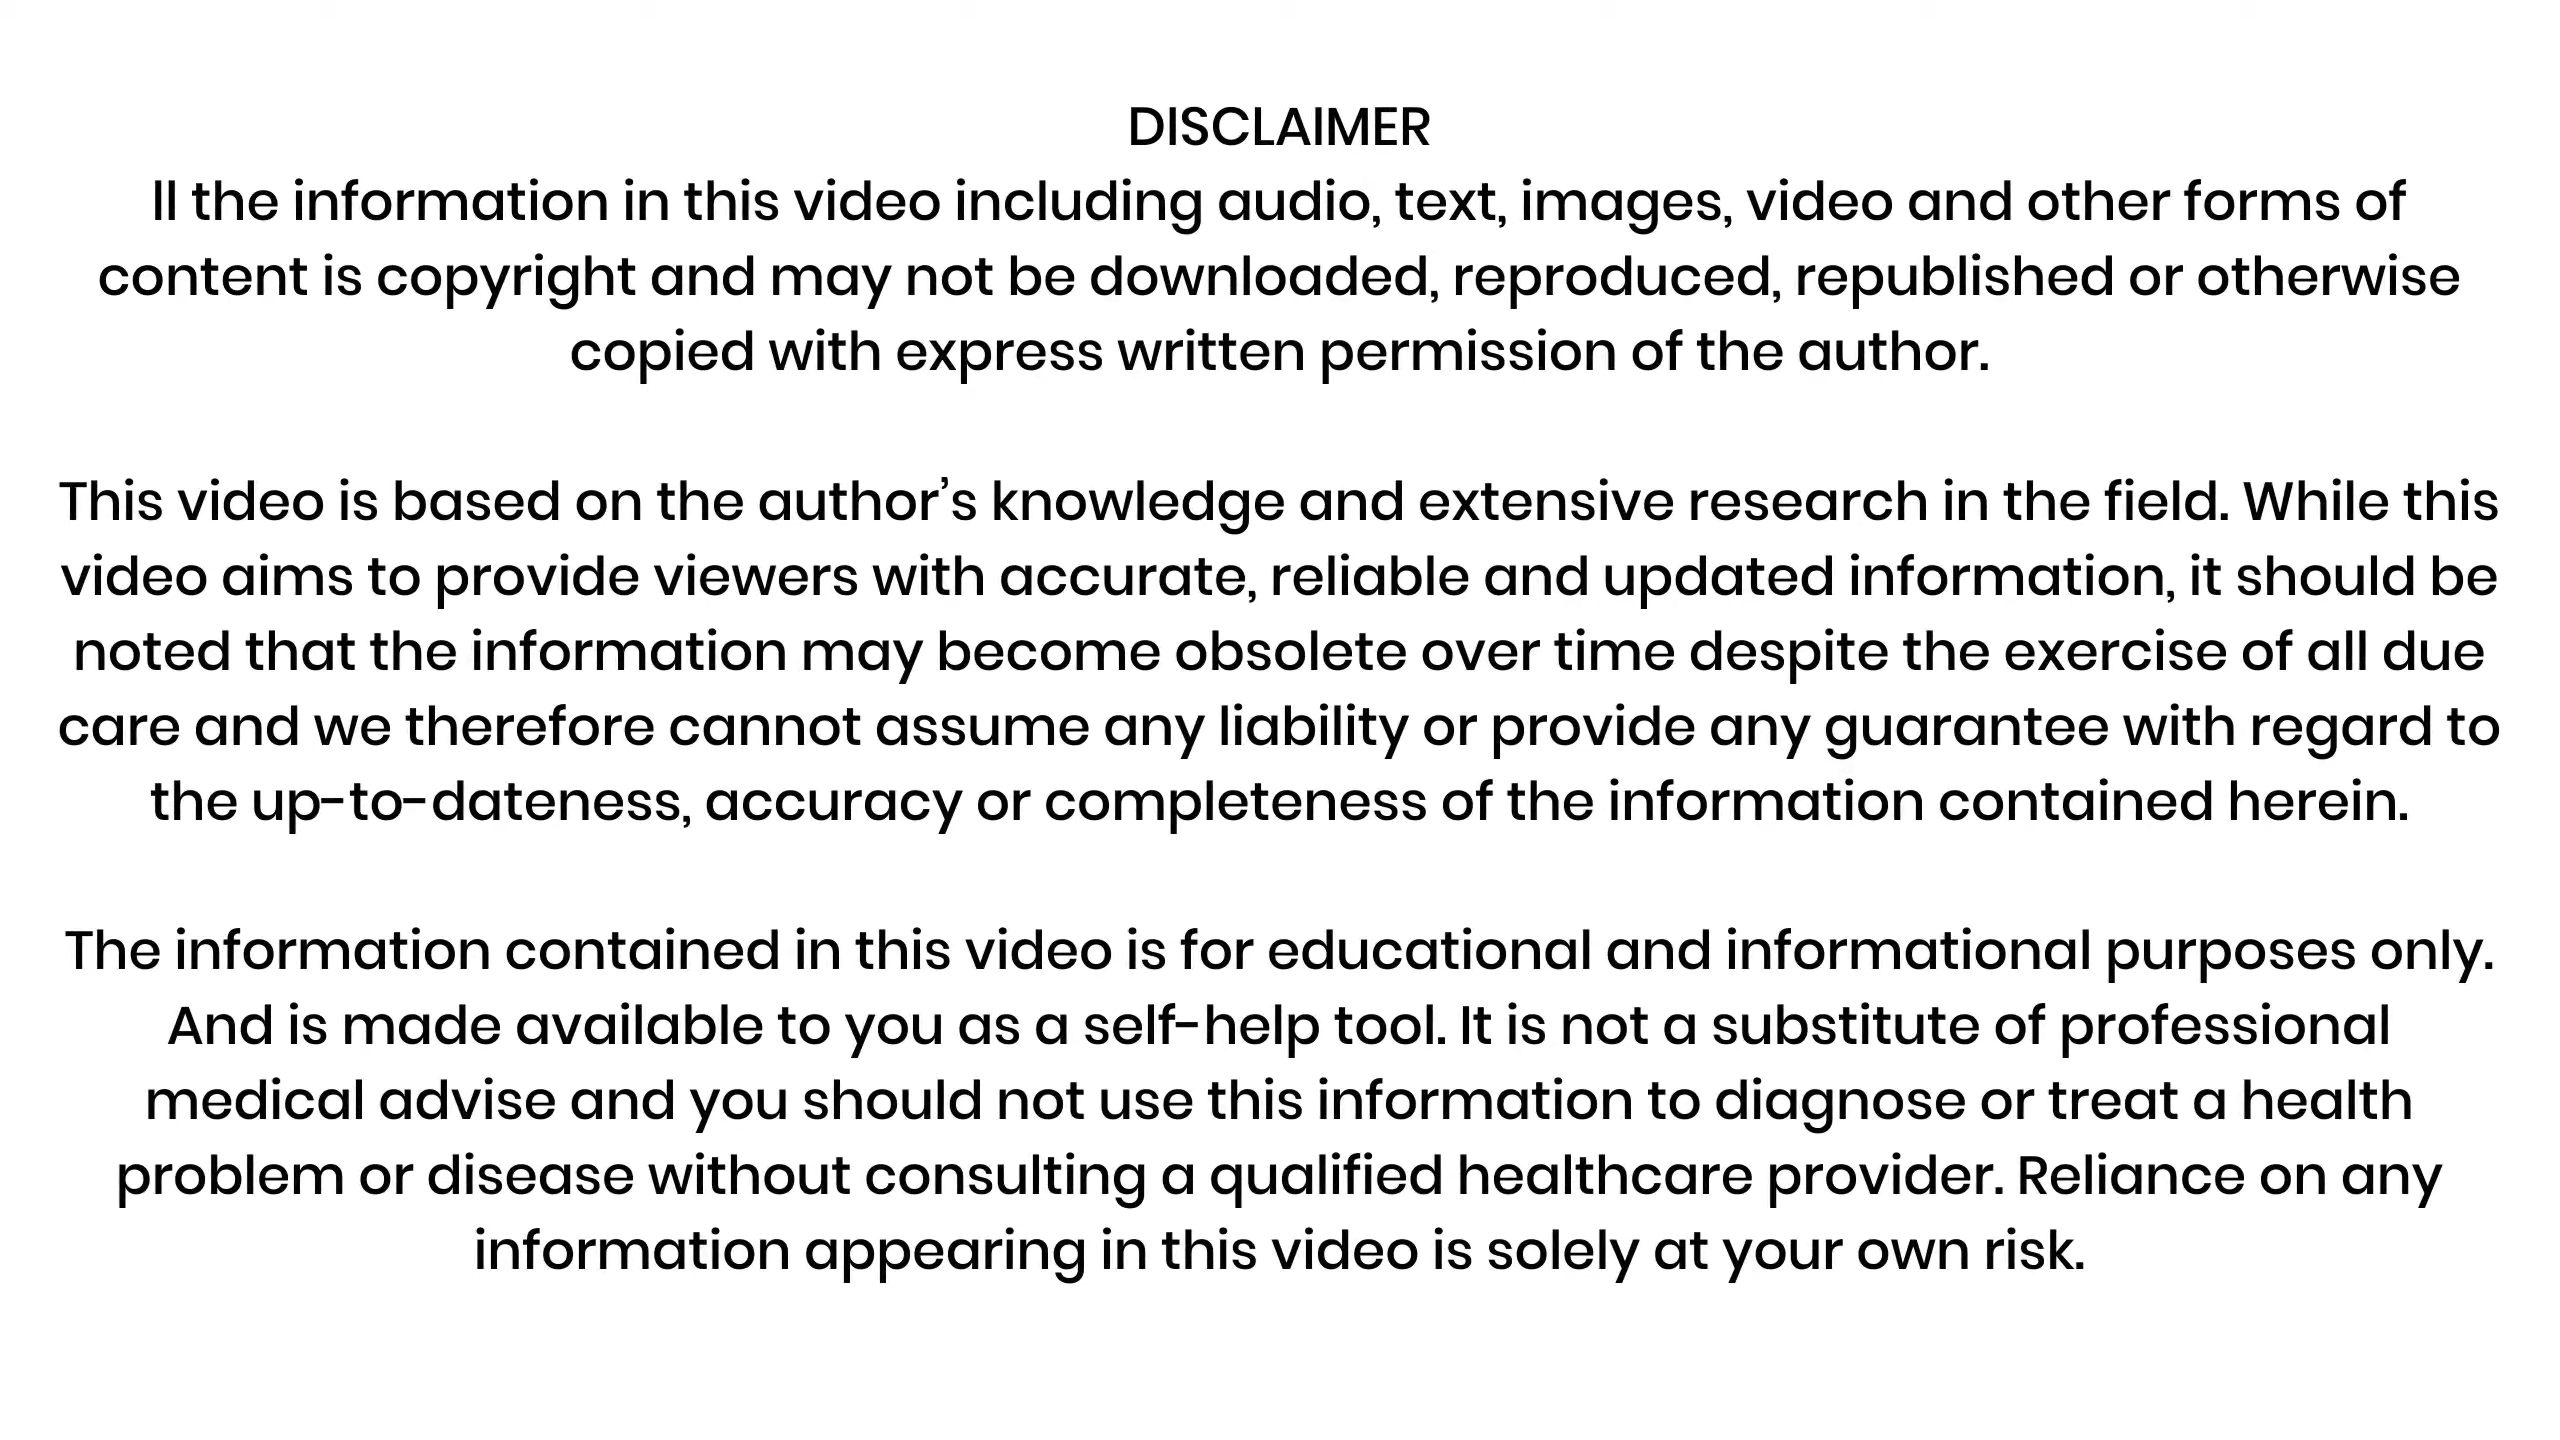 DISCLAIMER
ll the information in this video including audio, text, images, video and other forms of
content is copyright and may not be downloaded, reproduced, republished or otherwise
copied with express written permission of the author.
This video is based on the author’s knowledge and extensive research in the field. While this
video aims to provide viewers with accurate, reliable and updated information, it should be
noted that the information may become obsolete over time despite the exercise of all due
care and we therefore cannot assume any liability or provide any guarantee with regard to
the up-to-dateness, accuracy or completeness of the information contained herein.
The information contained in this video is for educational and informational purposes only.
And is made available to you as a self-help tool. It is not a substitute of professional
medical advise and you should not use this information to diagnose or treat a health
problem or disease without consulting a qualified healthcare provider. Reliance on any
information appearing in this video is solely at your own risk.